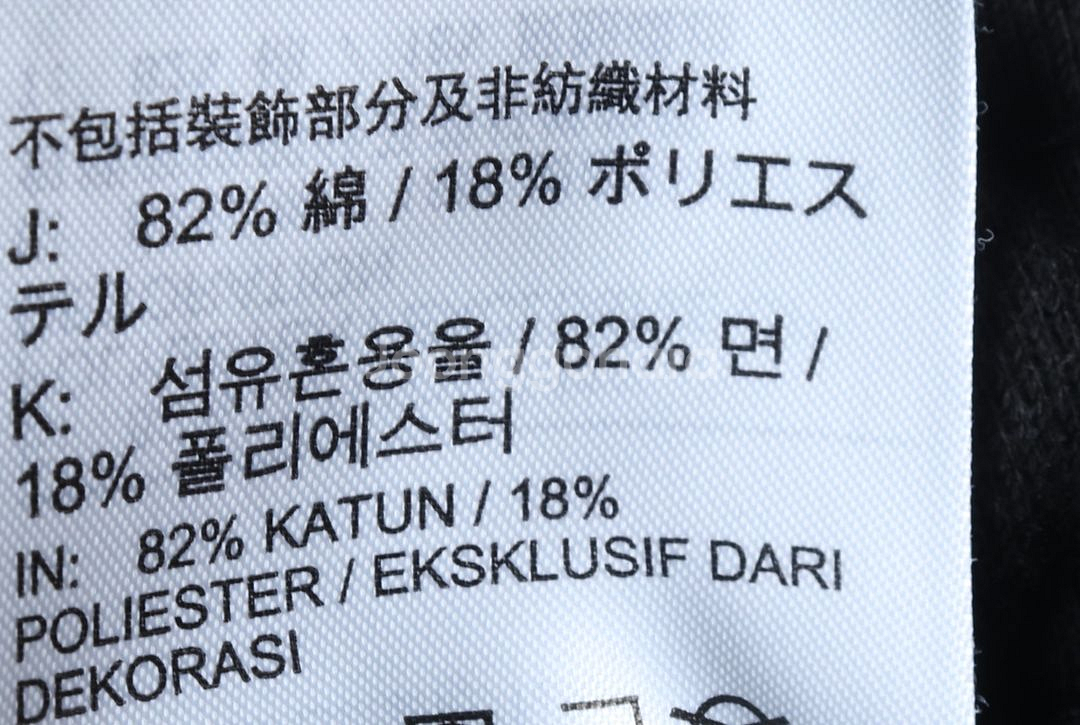 不包括裝飾部分及非紡織材料
J: 82% 綿 / 18% ポリエス
テル
K: 섬유혼용율 / 82% 면 /
18% 폴리에스터
IN: 82% KATUN / 18%
POLIESTER / EKSKLUSIF DARI
DEKORASI